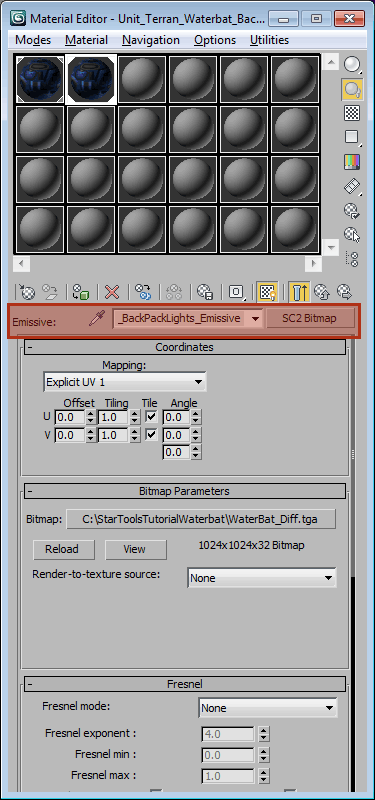 Material Editor - Unit_Terran_Waterbat_Bac...
Modes Material Navigation Options Utilities
Emissive: _BackPackLights_Emissive SC2 Bitmap
- Coordinates
Mapping:
Explicit UV 1
Offset Tiling Tile Angle
U 0.0 1.0 0.0
V 0.0 1.0 0.0
0.0
- Bitmap Parameters
Bitmap: C:\StarToolsTutorialWaterbat\WaterBat_Diff.tga
Reload View 1024x1024x32 Bitmap
Render-to-texture source: None
- Fresnel
Fresnel mode: None
Fresnel exponent : 4.0
Fresnel min : 0.0
Fresnel max : 1.0